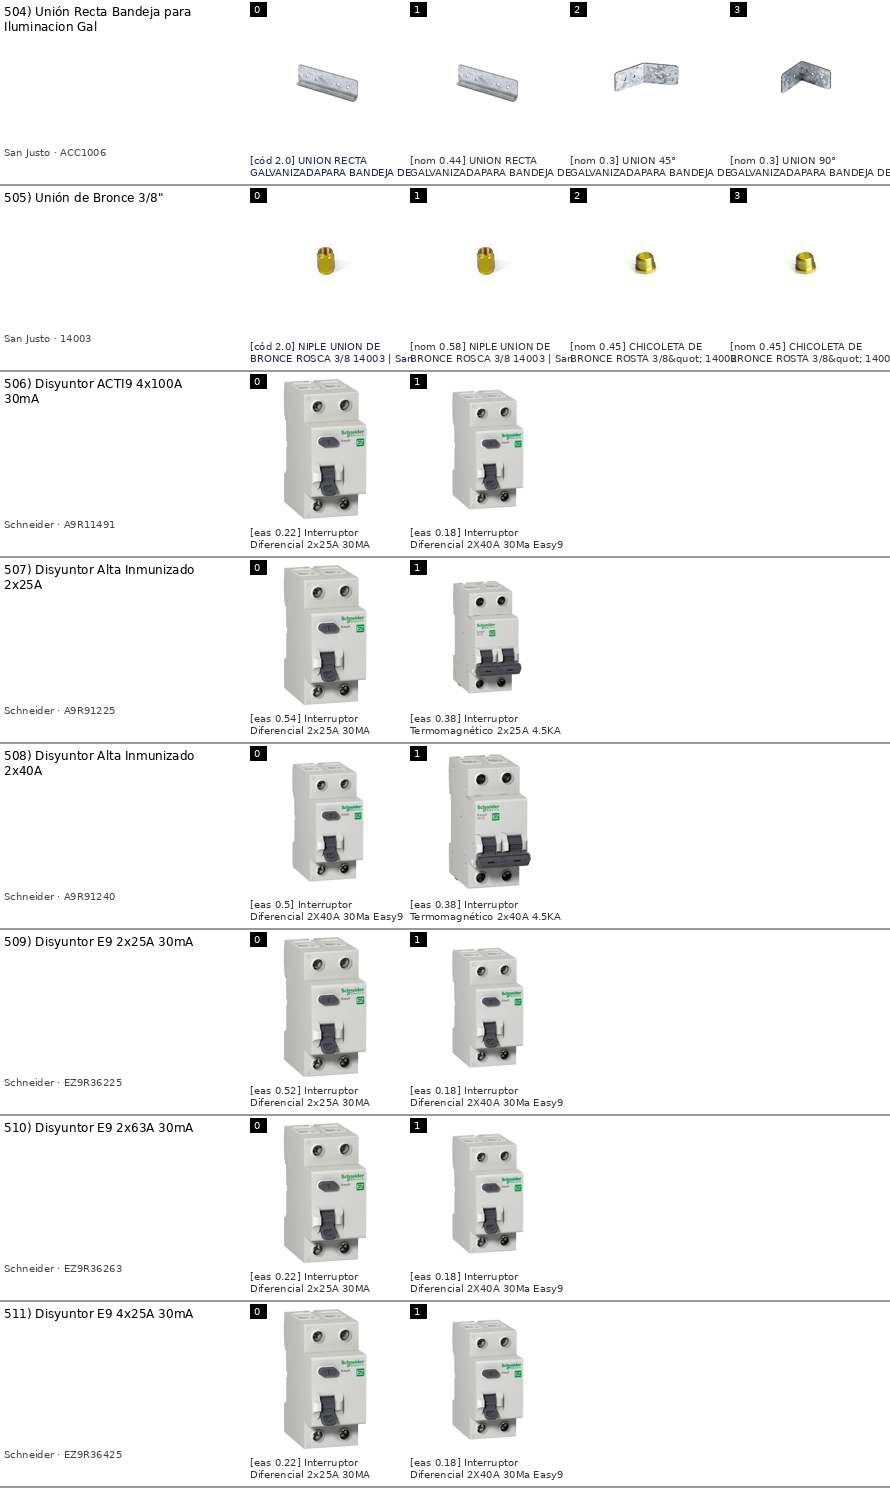 504) Unión Recta Bandeja para
Iluminacion Gal
San Justo · ACC1006
0
1
2
3
[cód 2.0] UNION RECTA
GALVANIZADAPARA BANDEJA DE
[nom 0.44] UNION RECTA
GALVANIZADAPARA BANDEJA DE
[nom 0.3] UNION 45°
GALVANIZADAPARA BANDEJA DE
[nom 0.3] UNION 90°
GALVANIZADAPARA BANDEJA DE
505) Unión de Bronce 3/8"
San Justo · 14003
0
1
2
3
[cód 2.0] NIPLE UNION DE
BRONCE ROSCA 3/8 14003 | San
[nom 0.58] NIPLE UNION DE
BRONCE ROSCA 3/8 14003 | San
[nom 0.45] CHICOLETA DE
BRONCE ROSTA 3/8&quot; 1400
[nom 0.45] CHICOLETA DE
BRONCE ROSTA 3/8&quot; 1400
506) Disyuntor ACTI9 4x100A
30mA
Schneider · A9R11491
0
1
Schneider
Schneider
[eas 0.22] Interruptor
Diferencial 2x25A 30MA
[eas 0.18] Interruptor
Diferencial 2X40A 30Ma Easy9
507) Disyuntor Alta Inmunizado
2x25A
Schneider · A9R91225
0
1
Schneider
Schneider
[eas 0.54] Interruptor
Diferencial 2x25A 30MA
[eas 0.38] Interruptor
Termomagnético 2x25A 4.5KA
508) Disyuntor Alta Inmunizado
2x40A
Schneider · A9R91240
0
1
Schneider
Schneider
[eas 0.5] Interruptor
Diferencial 2X40A 30Ma Easy9
[eas 0.38] Interruptor
Termomagnético 2x40A 4.5KA
509) Disyuntor E9 2x25A 30mA
Schneider · EZ9R36225
0
1
Schneider
Schneider
[eas 0.52] Interruptor
Diferencial 2x25A 30MA
[eas 0.18] Interruptor
Diferencial 2X40A 30Ma Easy9
510) Disyuntor E9 2x63A 30mA
Schneider · EZ9R36263
0
1
Schneider
Schneider
[eas 0.22] Interruptor
Diferencial 2x25A 30MA
[eas 0.18] Interruptor
Diferencial 2X40A 30Ma Easy9
511) Disyuntor E9 4x25A 30mA
Schneider · EZ9R36425
0
1
Schneider
Schneider
[eas 0.22] Interruptor
Diferencial 2x25A 30MA
[eas 0.18] Interruptor
Diferencial 2X40A 30Ma Easy9